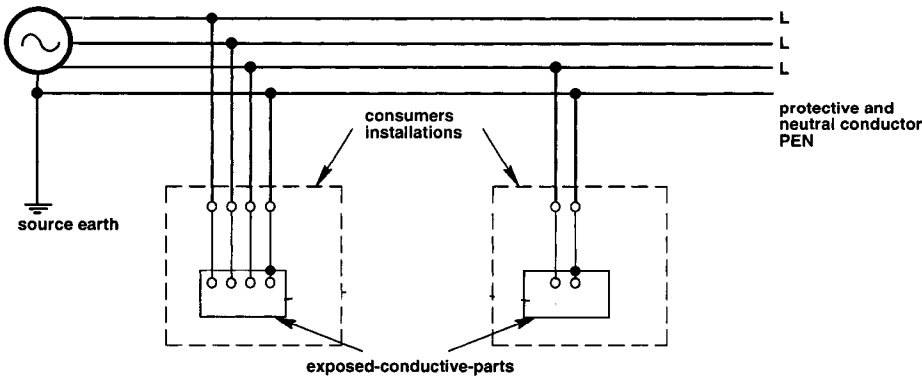 L
L
L
protective and
neutral conductor
PEN
consumers
installations
source earth
exposed-conductive-parts